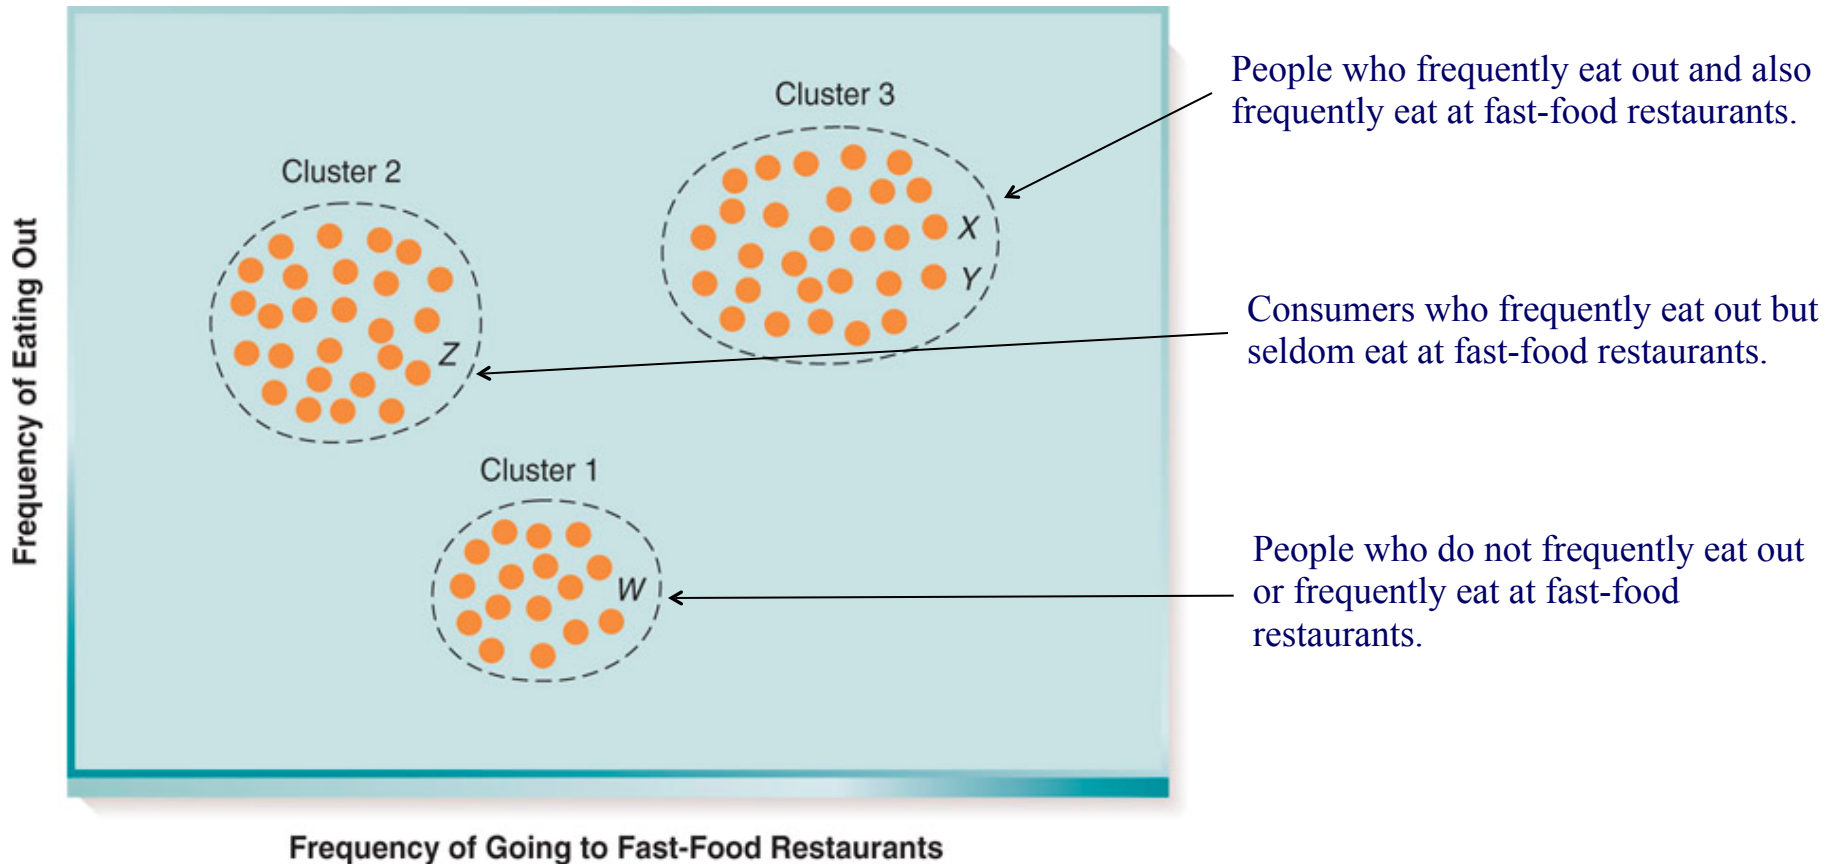 People who frequently eat out and also
frequently eat at fast-food restaurants.
Cluster 3
Cluster 2
X
Y
Frequency of Eating Out
Consumers who frequently eat out but
seldom eat at fast-food restaurants.
Z
Cluster 1
W
People who do not frequently eat out
or frequently eat at fast-food
restaurants.
Frequency of Going to Fast-Food Restaurants